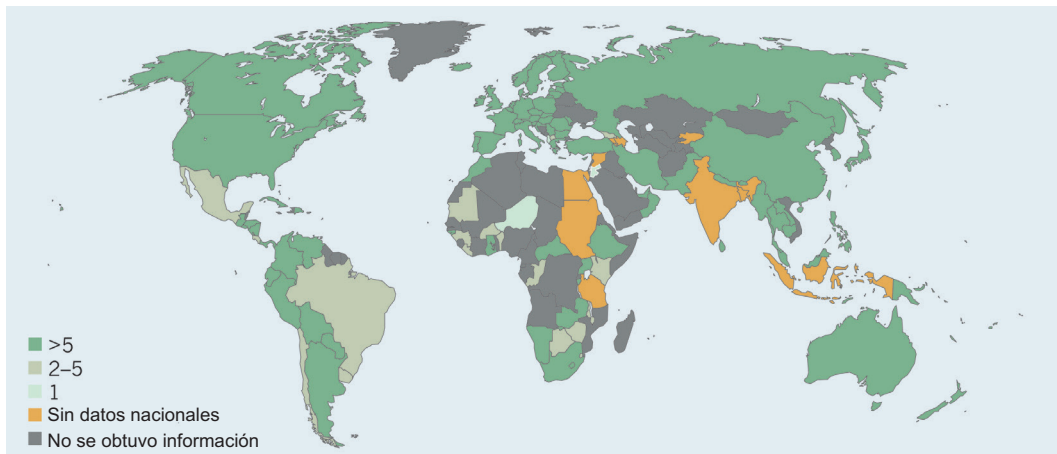 >5
2–5
1
Sin datos nacionales
No se obtuvo información